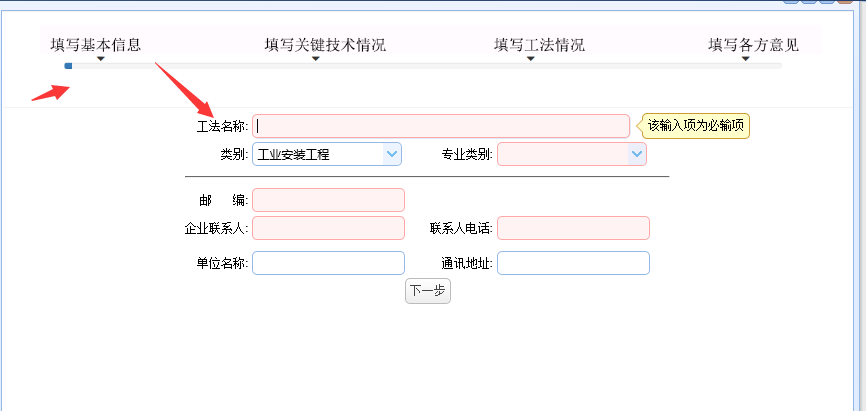 填写基本信息 填写关键技术情况 填写工法情况 填写各方意见
工法名称: 该输入项为必输项
类别: 工业安装工程 专业类别:
邮 编:
企业联系人: 联系人电话:
单位名称: 通讯地址:
下一步